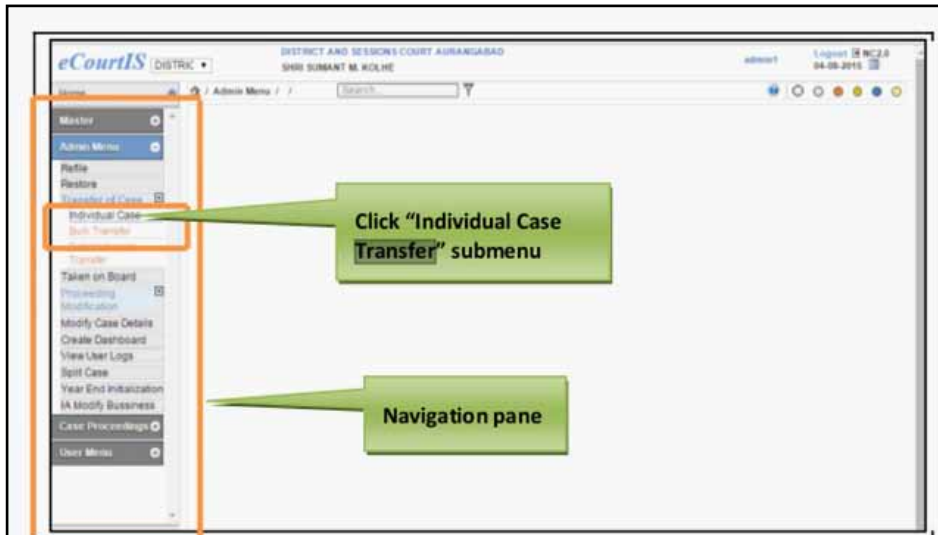 eCourtIS DISTRIC
DISTRICT AND SESSIONS COURT AURANGABAD
SHRI SUMANT M. KOLHE
Logout NC2.0
04-08-2015
Home
/ Admin Menu / /
Search...
Master
Admin Menu
Refile
Restore
Transfer of Case
Individual Case
Bulk Transfer
Transfer
Taken on Board
Proceeding
Modification
Modify Case Details
Create Dashboard
View User Logs
Split Case
Year End Initialization
IA Modify Bussiness
Case Proceedings
User Menu
Click “Individual Case
Transfer” submenu
Navigation pane